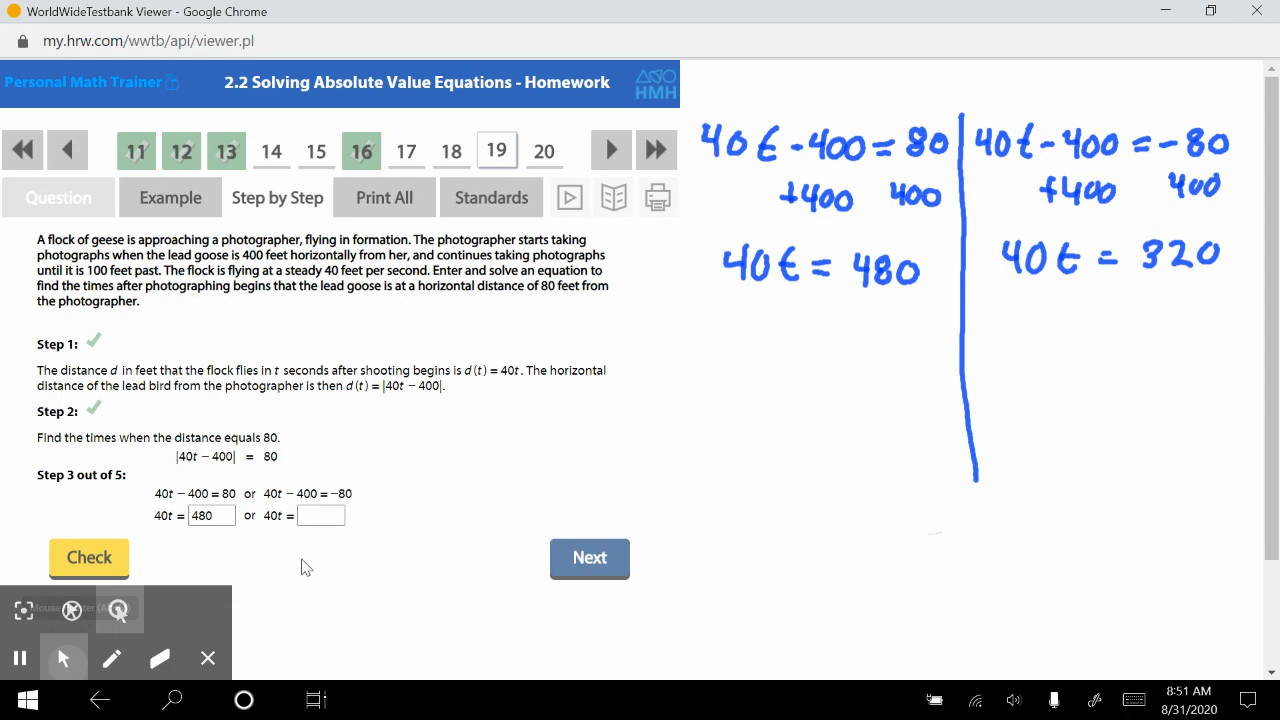 WorldWideTestbank Viewer - Google Chrome
my.hrw.com/wwtb/api/viewer.pl
Personal Math Trainer
2.2 Solving Absolute Value Equations - Homework
HMH
11 12 13 14 15 16 17 18 19 20
Question Example Step by Step Print All Standards
A flock of geese is approaching a photographer, flying in formation. The photographer starts taking
photographs when the lead goose is 400 feet horizontally from her, and continues taking photographs
until it is 100 feet past. The flock is flying at a steady 40 feet per second. Enter and solve an equation to
find the times after photographing begins that the lead goose is at a horizontal distance of 80 feet from
the photographer.
Step 1:
The distance d in feet that the flock flies in t seconds after shooting begins is d (t) = 40t. The horizontal
distance of the lead bird from the photographer is then d (t) = |40t − 400|.
Step 2:
Find the times when the distance equals 80.
|40t − 400| = 80
Step 3 out of 5:
40t − 400 = 80 or 40t − 400 = −80
40t = 480 or 40t =
Check
Next
40t - 400 = 80
+400 400
40t = 480
40t - 400 = -80
+400 400
40t = 320
8:51 AM
8/31/2020